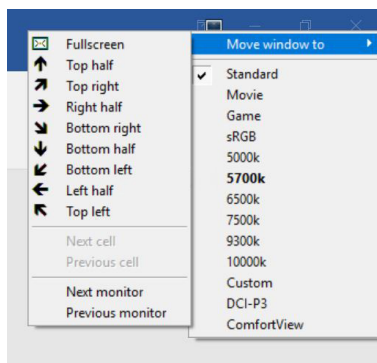 Move window to
Standard
Movie
Game
sRGB
5000k
5700k
6500k
7500k
9300k
10000k
Custom
DCI-P3
ComfortView
Fullscreen
Top half
Top right
Right half
Bottom right
Bottom half
Bottom left
Left half
Top left
Next cell
Previous cell
Next monitor
Previous monitor